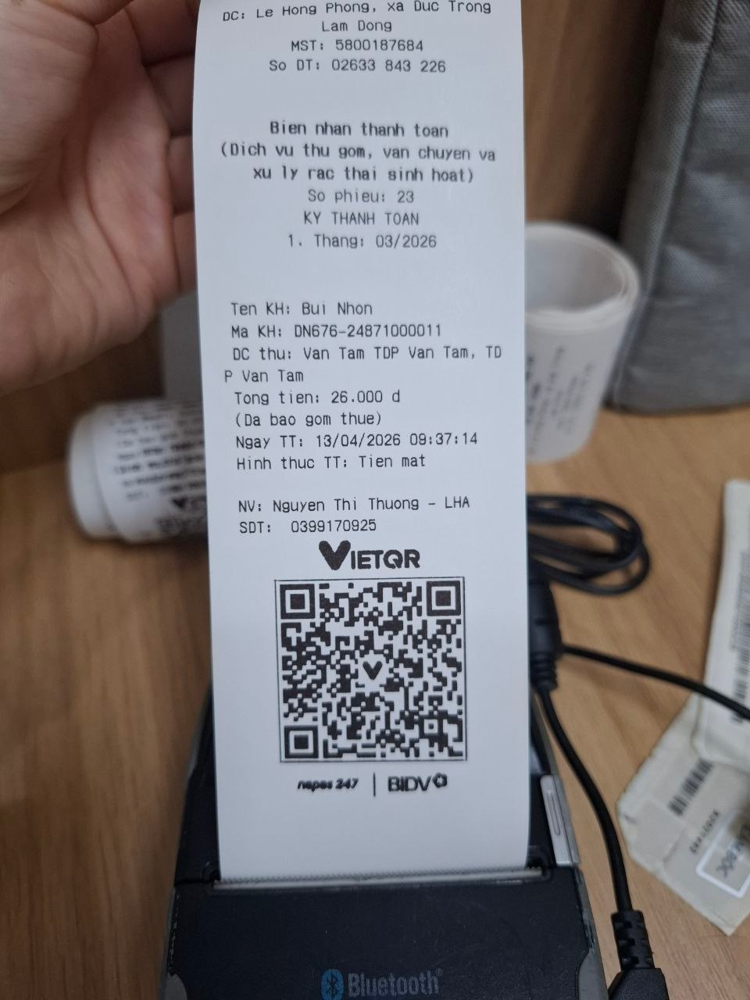 DC: Le Hong Phong, xa Duc Trong
Lam Dong
MST: 5800187684
So DT: 02633 843 226
Bien nhan thanh toan
(Dich vu thu gom, van chuyen va
xu ly rac thai sinh hoat)
So phieu: 23
KY THANH TOAN
1. Thang: 03/2026
Ten KH: Bui Nhon
Ma KH: DN676-24871000011
DC thu: Van Tam TDP Van Tam, TD
P Van Tam
Tong tien: 26.000 d
(Da bao gom thue)
Ngay TT: 13/04/2026 09:37:14
Hinh thuc TT: Tien mat
NV: Nguyen Thi Thuong - LHA
SDT: 0399170925
VIETQR
napas 247 | BIDV
Bluetooth®